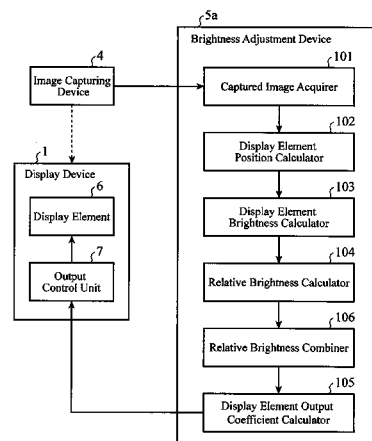 5a
Brightness Adjustment Device
4
Image Capturing
Device
101
Captured Image Acquirer
102
Display Element
Position Calculator
1
Display Device
6
Display Element
103
Display Element
Brightness Calculator
7
Output
Control Unit
104
Relative Brightness Calculator
106
Relative Brightness Combiner
105
Display Element Output
Coefficient Calculator